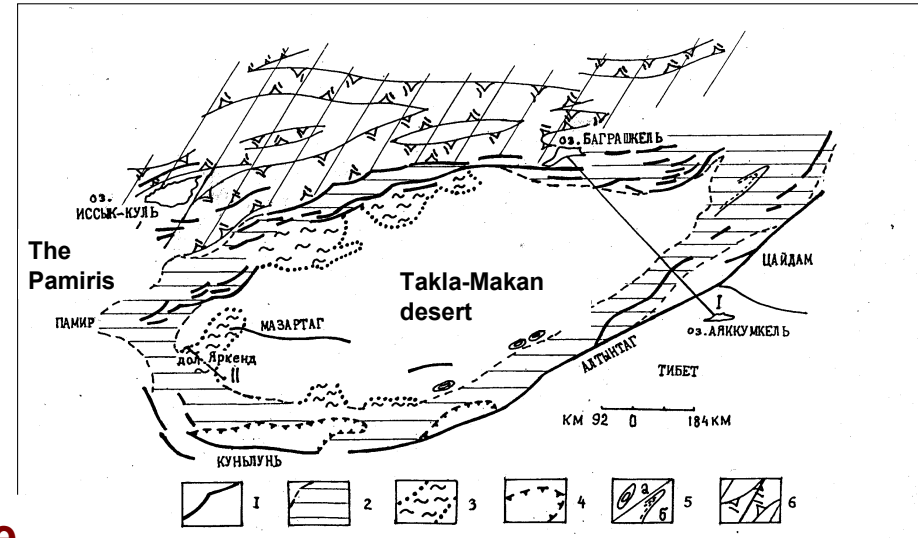 оз. БАГРАШКЕЛЬ
оз.
ИССЫК-КУЛЬ
The
Pamiris
Takla-Makan
desert
ЦАЙДАМ
I
ПАМИР
МАЗАРТАГ
оз. АЯККУМКЕЛЬ
дол. Яркенд
II
АЛТЫНТАГ
ТИБЕТ
КМ 92 0 184 КМ
КУНЬЛУНЬ
1 2 3 4 а б 5 6